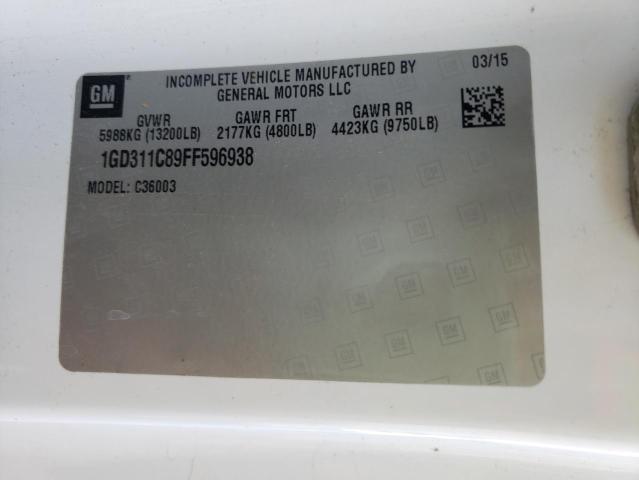 GM
INCOMPLETE VEHICLE MANUFACTURED BY
GENERAL MOTORS LLC
03/15
GVWR
5988KG (13200LB)
GAWR FRT
2177KG (4800LB)
GAWR RR
4423KG (9750LB)
1GD311C89FF596938
MODEL: C36003